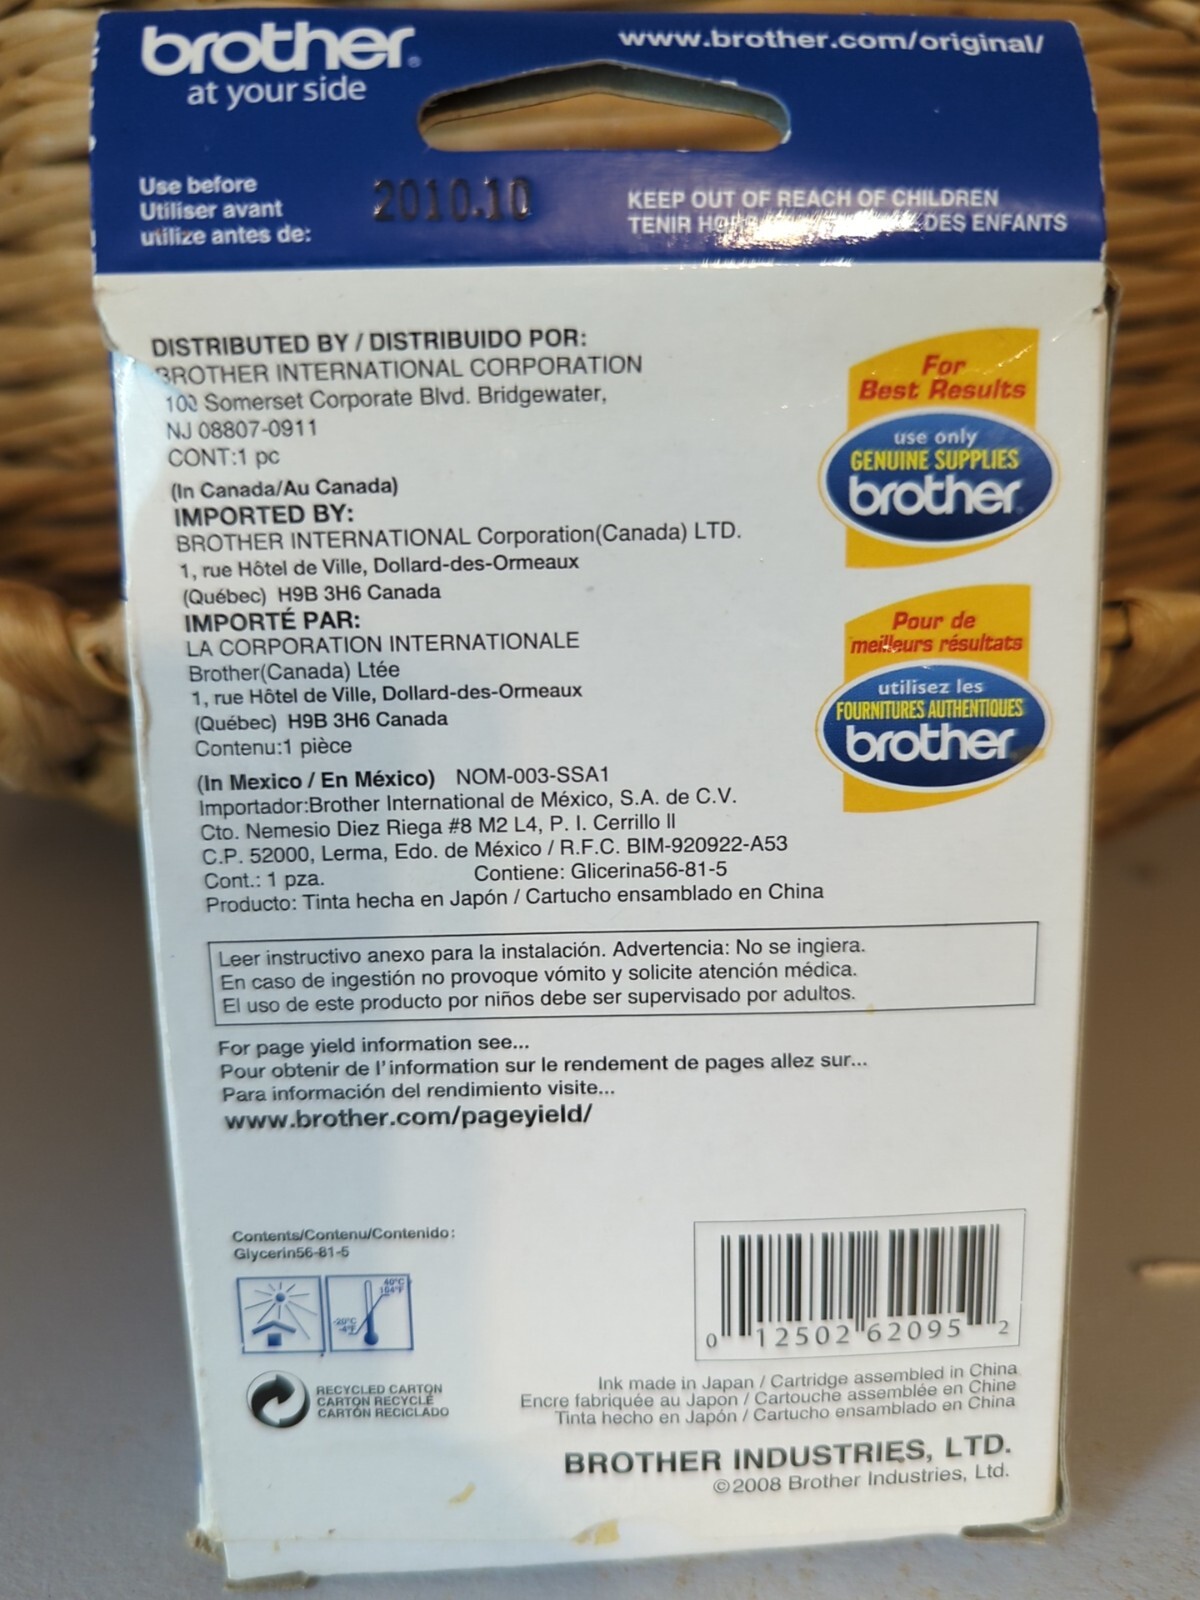 brother®
at your side
www.brother.com/original/
Use before
Utiliser avant
utilize antes de:
2010.10
KEEP OUT OF REACH OF CHILDREN
TENIR DES ENFANTS
DISTRIBUTED BY / DISTRIBUIDO POR:
BROTHER INTERNATIONAL CORPORATION
100 Somerset Corporate Blvd. Bridgewater,
NJ 08807-0911
CONT:1 pc
(In Canada/Au Canada)
IMPORTED BY:
BROTHER INTERNATIONAL Corporation(Canada) LTD.
1, rue Hôtel de Ville, Dollard-des-Ormeaux
(Québec) H9B 3H6 Canada
IMPORTÉ PAR:
LA CORPORATION INTERNATIONALE
Brother(Canada) Ltée
1, rue Hôtel de Ville, Dollard-des-Ormeaux
(Québec) H9B 3H6 Canada
Contenu:1 pièce
(In Mexico / En México) NOM-003-SSA1
Importador:Brother International de México, S.A. de C.V.
Cto. Nemesio Diez Riega #8 M2 L4, P. I. Cerrillo II
C.P. 52000, Lerma, Edo. de México / R.F.C. BIM-920922-A53
Cont.: 1 pza. Contiene: Glicerina56-81-5
Producto: Tinta hecha en Japón / Cartucho ensamblado en China
For
Best Results
use only
GENUINE SUPPLIES
brother
Pour de
meilleurs résultats
utilisez les
FOURNITURES AUTHENTIQUES
brother
Leer instructivo anexo para la instalación. Advertencia: No se ingiera.
En caso de ingestión no provoque vómito y solicite atención médica.
El uso de este producto por niños debe ser supervisado por adultos.
For page yield information see...
Pour obtenir de l'information sur le rendement de pages allez sur...
Para información del rendimiento visite...
www.brother.com/pageyield/
Contents/Contenu/Contenido:
Glycerin56-81-5
40°C
104°F
-20°C
-4°F
RECYCLED CARTON
CARTON RECYCLÉ
CARTÓN RECICLADO
0 12502 62095 2
Ink made in Japan / Cartridge assembled in China
Encre fabriquée au Japon / Cartouche assemblée en Chine
Tinta hecho en Japón / Cartucho ensamblado en China
BROTHER INDUSTRIES, LTD.
©2008 Brother Industries, Ltd.